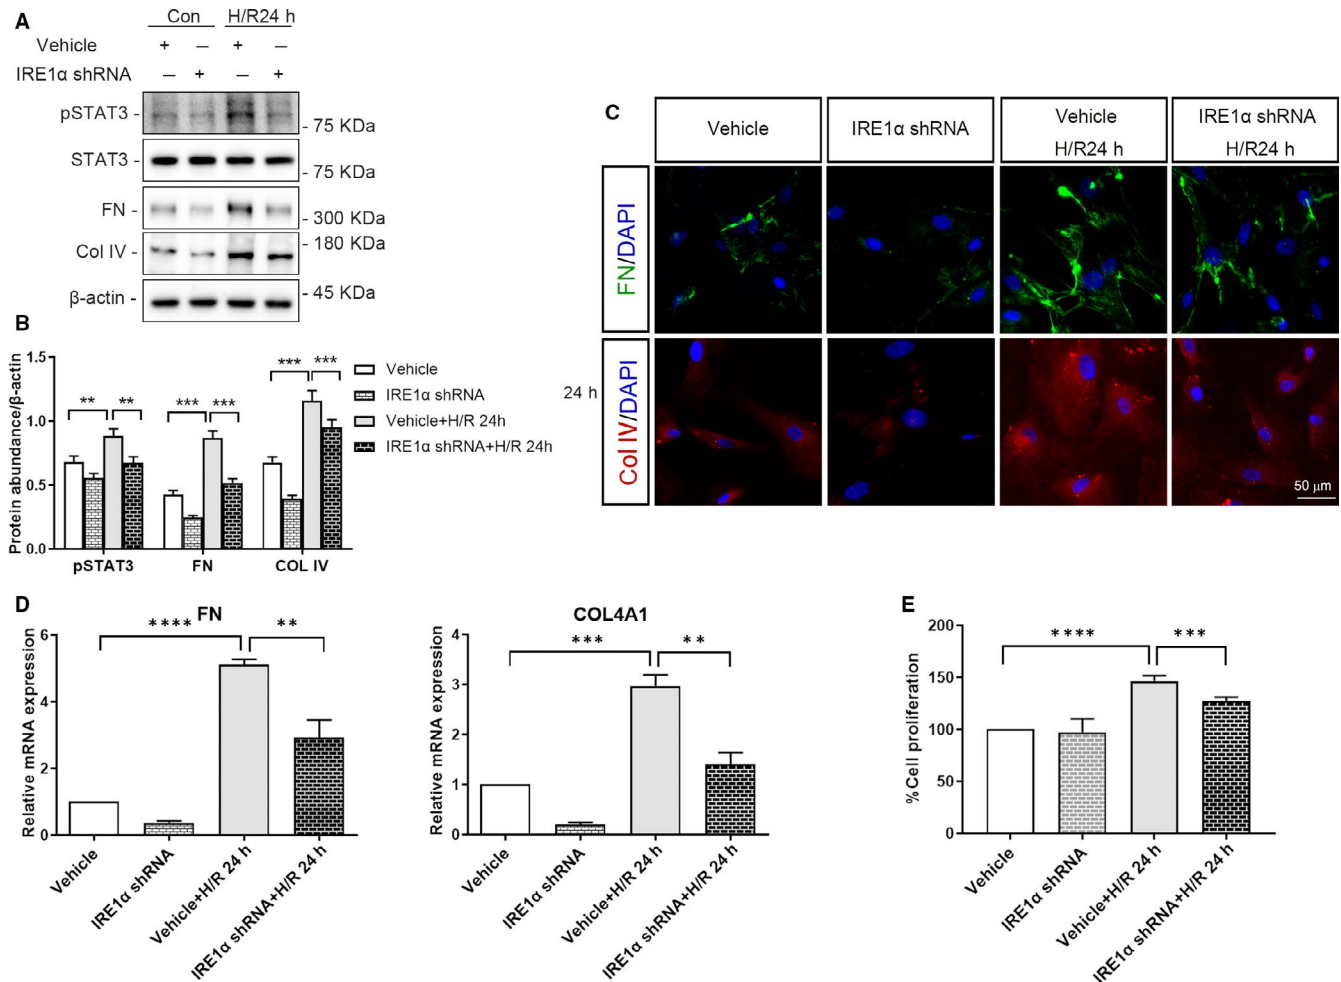 A
Con H/R24 h
Vehicle + — + —
IRE1α shRNA — + — +
pSTAT3 - - 75 KDa
STAT3 - - 75 KDa
FN - - 300 KDa
Col IV - - 180 KDa
β-actin - - 45 KDa
B
Protein abundance/β-actin
1.5
1.0
0.5
0.0
** ** *** *** *** ***
pSTAT3 FN COL IV
Vehicle
IRE1α shRNA
Vehicle+H/R 24h
IRE1α shRNA+H/R 24h
C
Vehicle IRE1α shRNA Vehicle IRE1α shRNA
H/R24 h H/R24 h
FN/DAPI
24 h
Col IV/DAPI
50 μm
D
FN
Relative mRNA expression
6
4
2
0
**** **
Vehicle
IRE1α shRNA
Vehicle+H/R 24 h
IRE1α shRNA+H/R 24 h
COL4A1
Relative mRNA expression
4
3
2
1
0
*** **
Vehicle
IRE1α shRNA
Vehicle+H/R 24 h
IRE1α shRNA+H/R 24 h
E
%Cell proliferation
200
150
100
50
0
**** ***
Vehicle
IRE1α shRNA
Vehicle+H/R 24 h
IRE1α shRNA+H/R 24 h